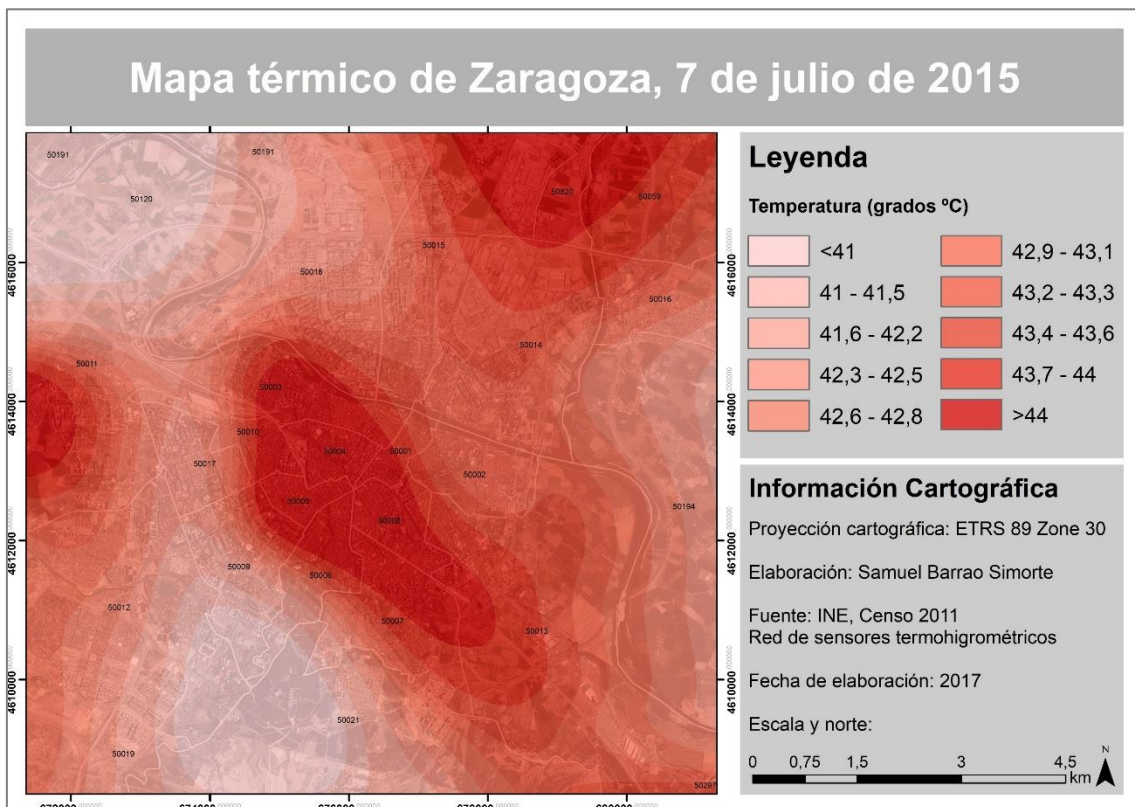 Mapa térmico de Zaragoza, 7 de julio de 2015
50191
50191
50120
50820
50059
50015
50018
50016
50014
50011
50003
50010
50004
50001
50017
50002
50005
50008
50194
50009
50006
50012
50007
50013
50021
50019
50297
4616000
4614000
4612000
4610000
4616000
4614000
4612000
4610000
Leyenda
Temperatura (grados ºC)
<41
41 - 41,5
41,6 - 42,2
42,3 - 42,5
42,6 - 42,8
42,9 - 43,1
43,2 - 43,3
43,4 - 43,6
43,7 - 44
>44
Información Cartográfica
Proyección cartográfica: ETRS 89 Zone 30
Elaboración: Samuel Barrao Simorte
Fuente: INE, Censo 2011
Red de sensores termohigrométricos
Fecha de elaboración: 2017
Escala y norte:
0 0,75 1,5 3 4,5
km
N